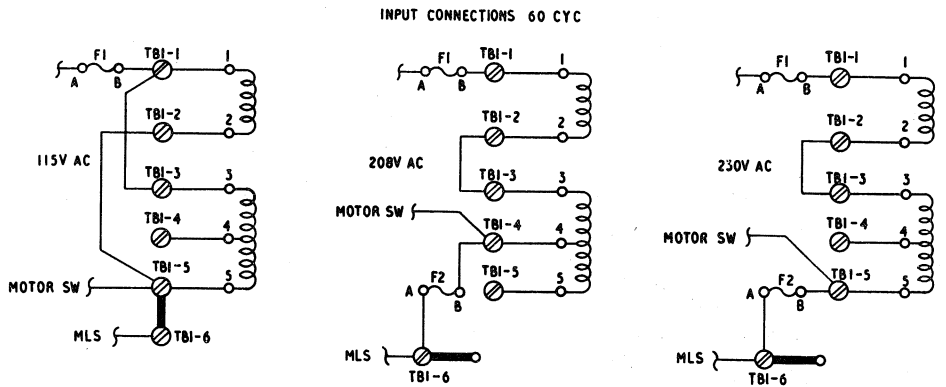 INPUT CONNECTIONS 60 CYC
F1
A
B
TB1-1
1
TB1-2
2
115V AC
TB1-3
3
TB1-4
4
TB1-5
5
MOTOR SW
MLS
TB1-6
F1
A
B
TB1-1
1
TB1-2
2
208V AC
TB1-3
3
MOTOR SW
TB1-4
4
TB1-5
5
A
F2
B
MLS
TB1-6
F1
A
B
TB1-1
1
TB1-2
2
230V AC
TB1-3
3
TB1-4
4
MOTOR SW
TB1-5
5
A
F2
B
MLS
TB1-6